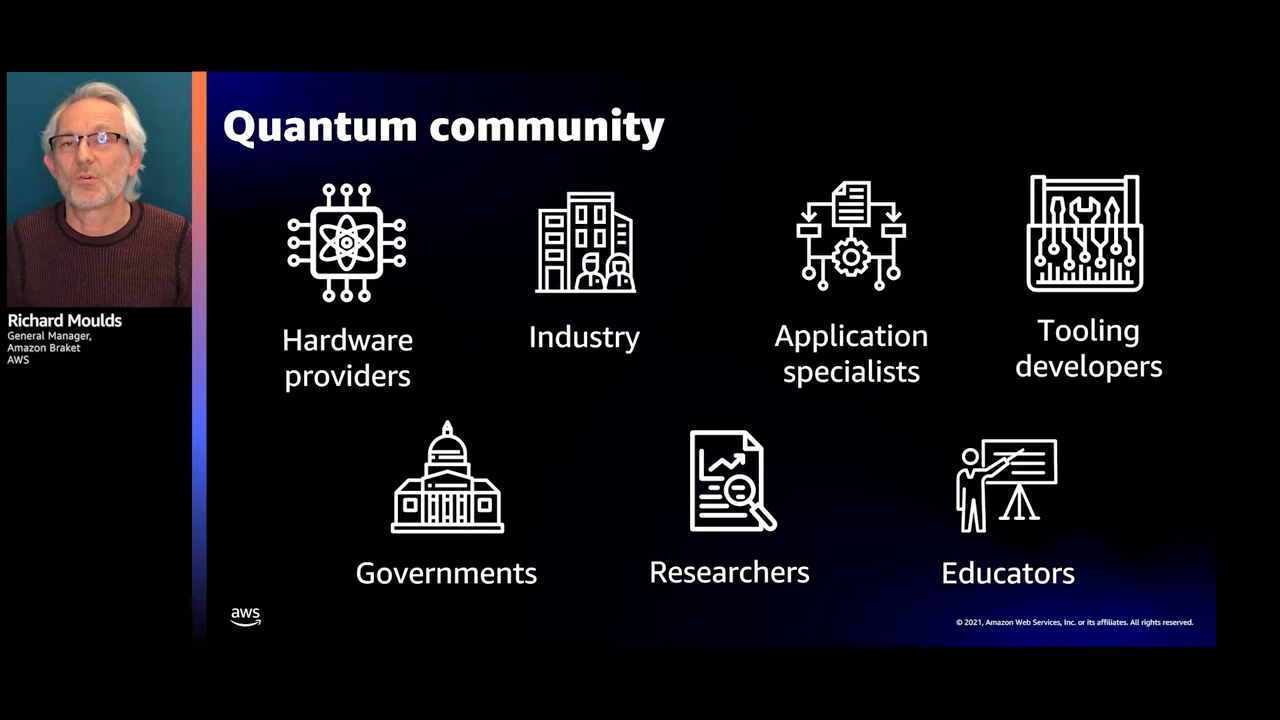 Quantum community
Richard Moulds
General Manager,
Amazon Braket
AWS
Hardware
providers
Industry
Application
specialists
Tooling
developers
Governments
Researchers
Educators
aws
© 2021, Amazon Web Services, Inc. or its affiliates. All rights reserved.